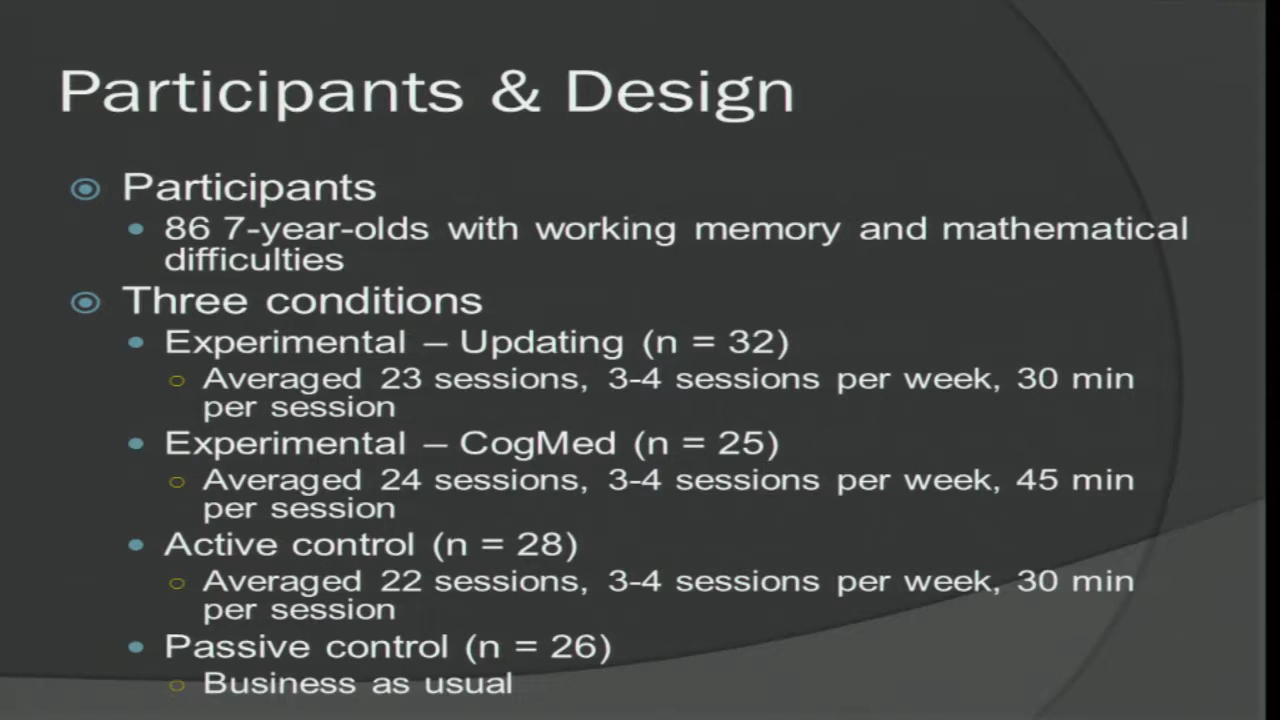 Participants & Design
Participants
86 7-year-olds with working memory and mathematical
difficulties
Three conditions
Experimental – Updating (n = 32)
Averaged 23 sessions, 3-4 sessions per week, 30 min
per session
Experimental – CogMed (n = 25)
Averaged 24 sessions, 3-4 sessions per week, 45 min
per session
Active control (n = 28)
Averaged 22 sessions, 3-4 sessions per week, 30 min
per session
Passive control (n = 26)
Business as usual